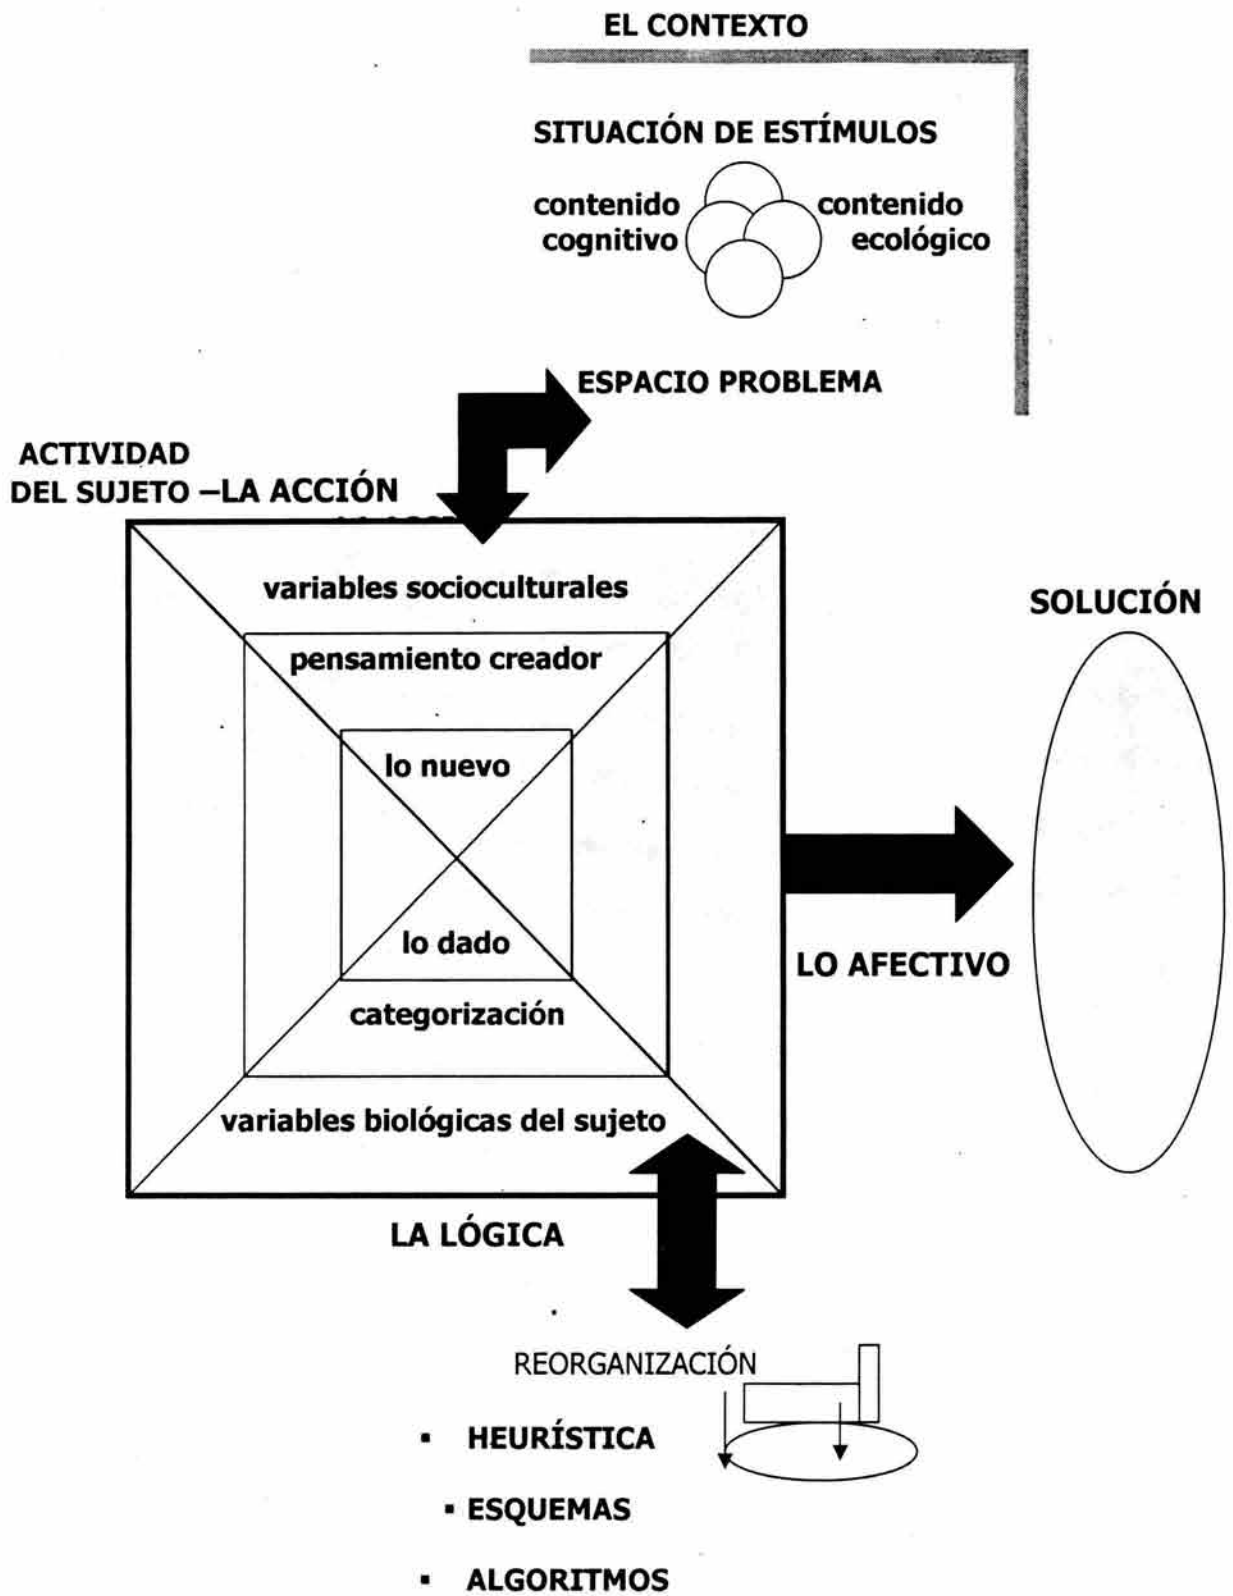 EL CONTEXTO
SITUACIÓN DE ESTÍMULOS
contenido contenido
cognitivo ecológico
ESPACIO PROBLEMA
ACTIVIDAD
DEL SUJETO –LA ACCIÓN
variables socioculturales
SOLUCIÓN
pensamiento creador
lo nuevo
lo dado
LO AFECTIVO
categorización
variables biológicas del sujeto
LA LÓGICA
REORGANIZACIÓN
▪ HEURÍSTICA
▪ ESQUEMAS
▪ ALGORITMOS